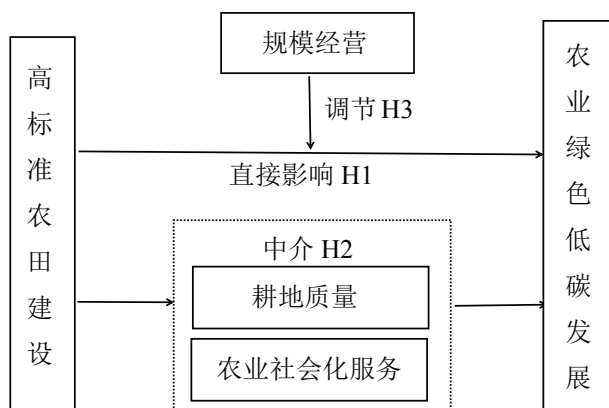 规模经营
高标准农田建设
农业绿色低碳发展
调节 H3
直接影响 H1
中介 H2
耕地质量
农业社会化服务